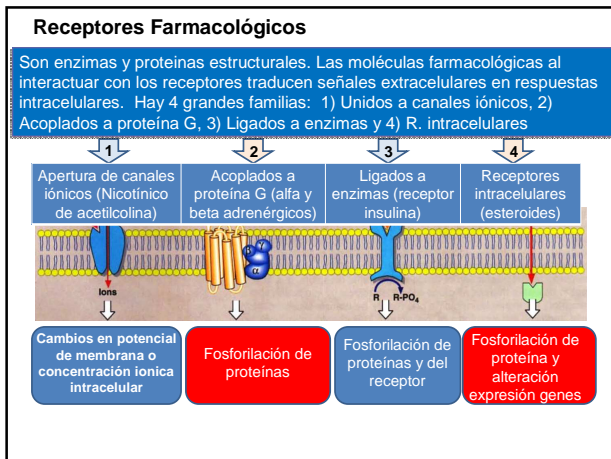 Receptores Farmacológicos
Son enzimas y proteinas estructurales. Las moléculas farmacológicas al
interactuar con los receptores traducen señales extracelulares en respuestas
intracelulares. Hay 4 grandes familias: 1) Unidos a canales iónicos, 2)
Acoplados a proteína G, 3) Ligados a enzimas y 4) R. intracelulares
1
2
3
4
Apertura de canales
iónicos (Nicotínico
de acetilcolina)
Acoplados a
proteína G (alfa y
beta adrenérgicos)
Ligados a
enzimas (receptor
insulina)
Receptores
intracelulares
(esteroides)
Ions
β
γ
α
R
R-PO₄
Cambios en potencial
de membrana o
concentración ionica
intracelular
Fosforilación de
proteínas
Fosforilación de
proteínas y del
receptor
Fosforilación de
proteína y
alteración
expresión genes